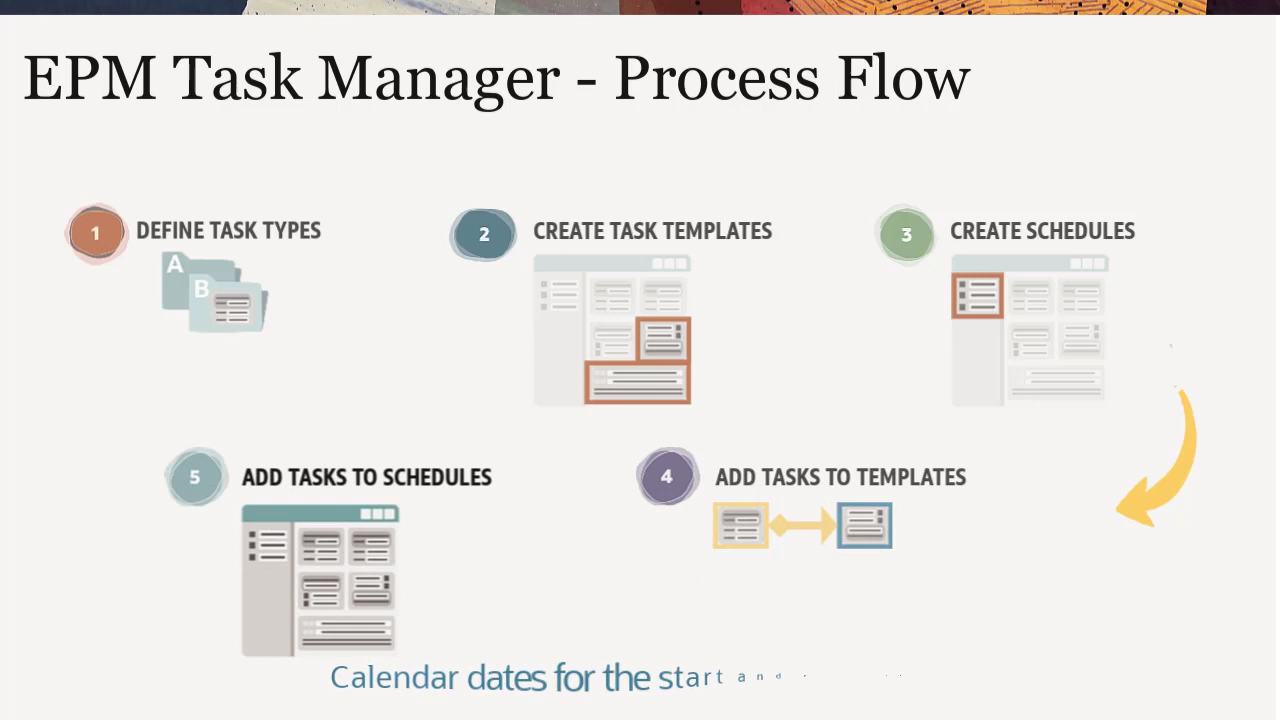 EPM Task Manager - Process Flow
1 DEFINE TASK TYPES
A
B
2 CREATE TASK TEMPLATES
3 CREATE SCHEDULES
5 ADD TASKS TO SCHEDULES
4 ADD TASKS TO TEMPLATES
Calendar dates for the start and